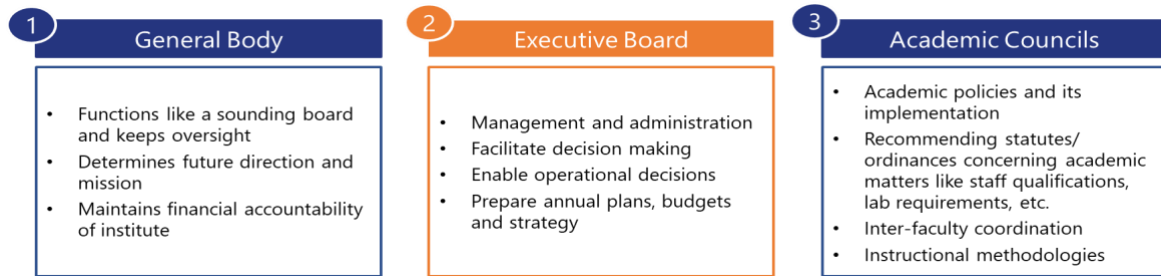 1
General Body
• Functions like a sounding board
and keeps oversight
• Determines future direction and
mission
• Maintains financial accountability
of institute
2
Executive Board
• Management and administration
• Facilitate decision making
• Enable operational decisions
• Prepare annual plans, budgets
and strategy
3
Academic Councils
• Academic policies and its
implementation
• Recommending statutes/
ordinances concerning academic
matters like staff qualifications,
lab requirements, etc.
• Inter-faculty coordination
• Instructional methodologies